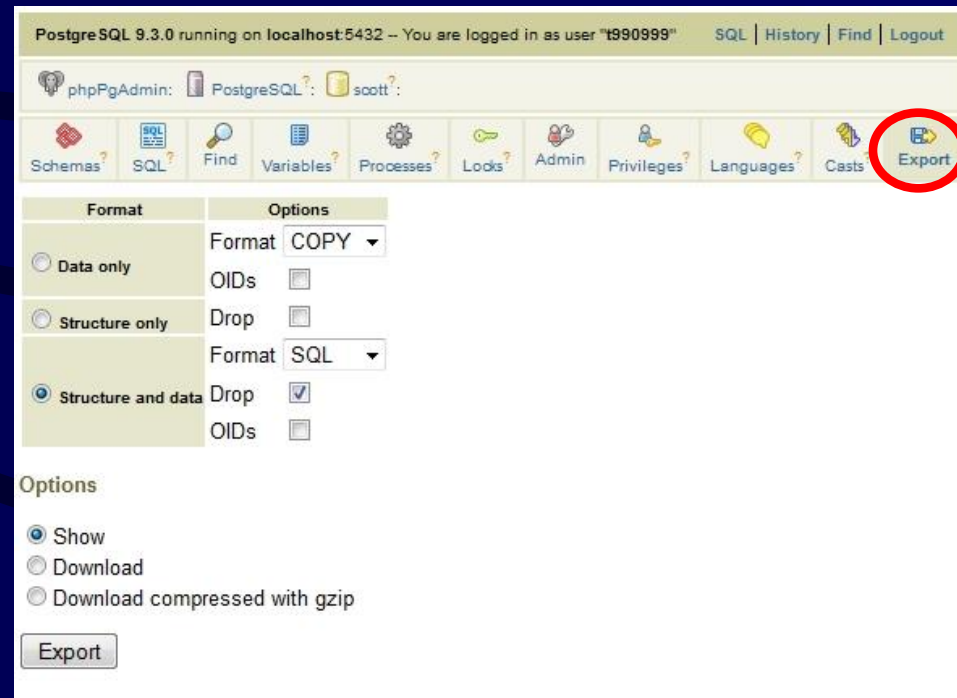 PostgreSQL 9.3.0 running on localhost:5432 -- You are logged in as user "t990999" SQL | History | Find | Logout
phpPgAdmin: PostgreSQL?: scott?:
Schemas? SQL? Find Variables? Processes? Locks? Admin Privileges? Languages? Casts? Export
Format Options
Data only
Format COPY
OIDs
Structure only Drop
Structure and data
Format SQL
Drop
OIDs
Options
Show
Download
Download compressed with gzip
Export